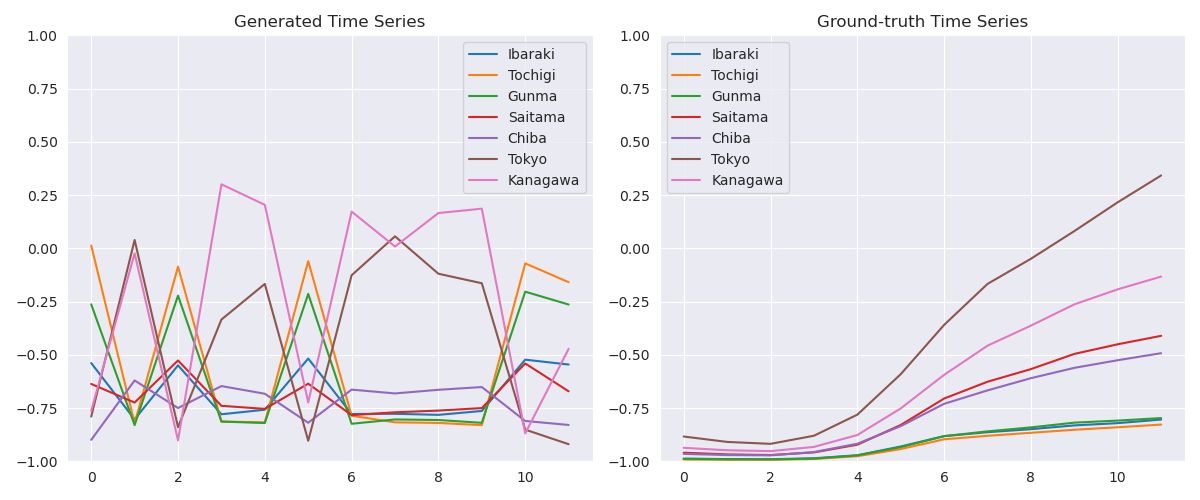 Generated Time Series
1.00
0.75
0.50
0.25
0.00
−0.25
−0.50
−0.75
−1.00
0 2 4 6 8 10
Ibaraki
Tochigi
Gunma
Saitama
Chiba
Tokyo
Kanagawa
Ground-truth Time Series
1.00
0.75
0.50
0.25
0.00
−0.25
−0.50
−0.75
−1.00
0 2 4 6 8 10
Ibaraki
Tochigi
Gunma
Saitama
Chiba
Tokyo
Kanagawa